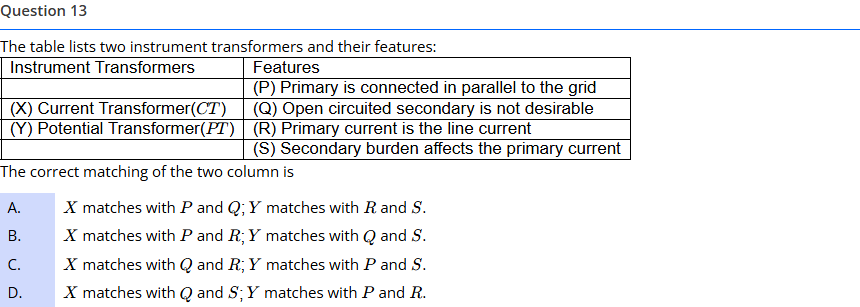 Question 13
The table lists two instrument transformers and their features:
Instrument Transformers Features
(P) Primary is connected in parallel to the grid
(X) Current Transformer(CT) (Q) Open circuited secondary is not desirable
(Y) Potential Transformer(PT) (R) Primary current is the line current
(S) Secondary burden affects the primary current
The correct matching of the two column is
A. X matches with P and Q; Y matches with R and S.
B. X matches with P and R; Y matches with Q and S.
C. X matches with Q and R; Y matches with P and S.
D. X matches with Q and S; Y matches with P and R.